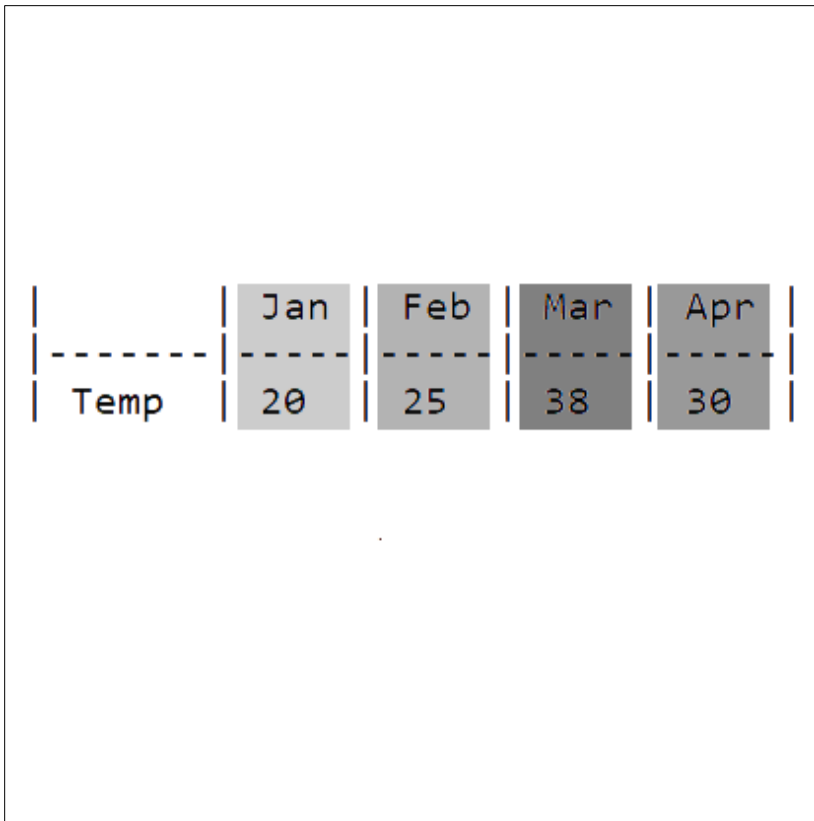 |       | Jan | Feb | Mar | Apr |
|-------|-----|-----|-----|-----|
| Temp  | 20  | 25  | 38  | 30  |